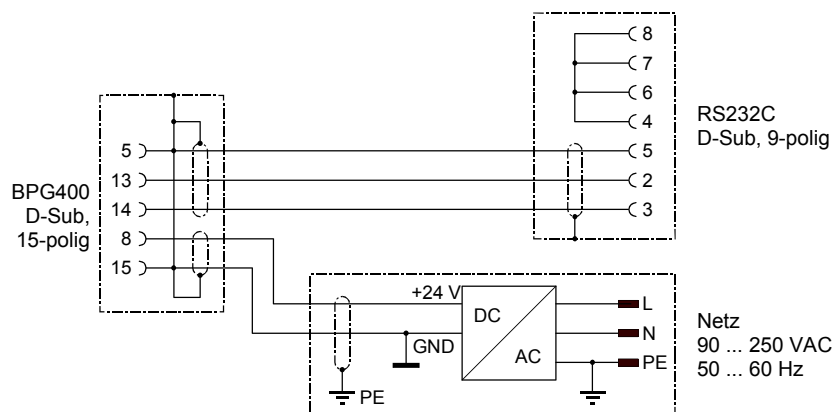 8
7
6
4
5
2
3
RS232C
D-Sub, 9-polig
5
13
14
8
15
BPG400
D-Sub,
15-polig
+24 V
GND
PE
DC
AC
L
N
PE
Netz
90 ... 250 VAC
50 ... 60 Hz